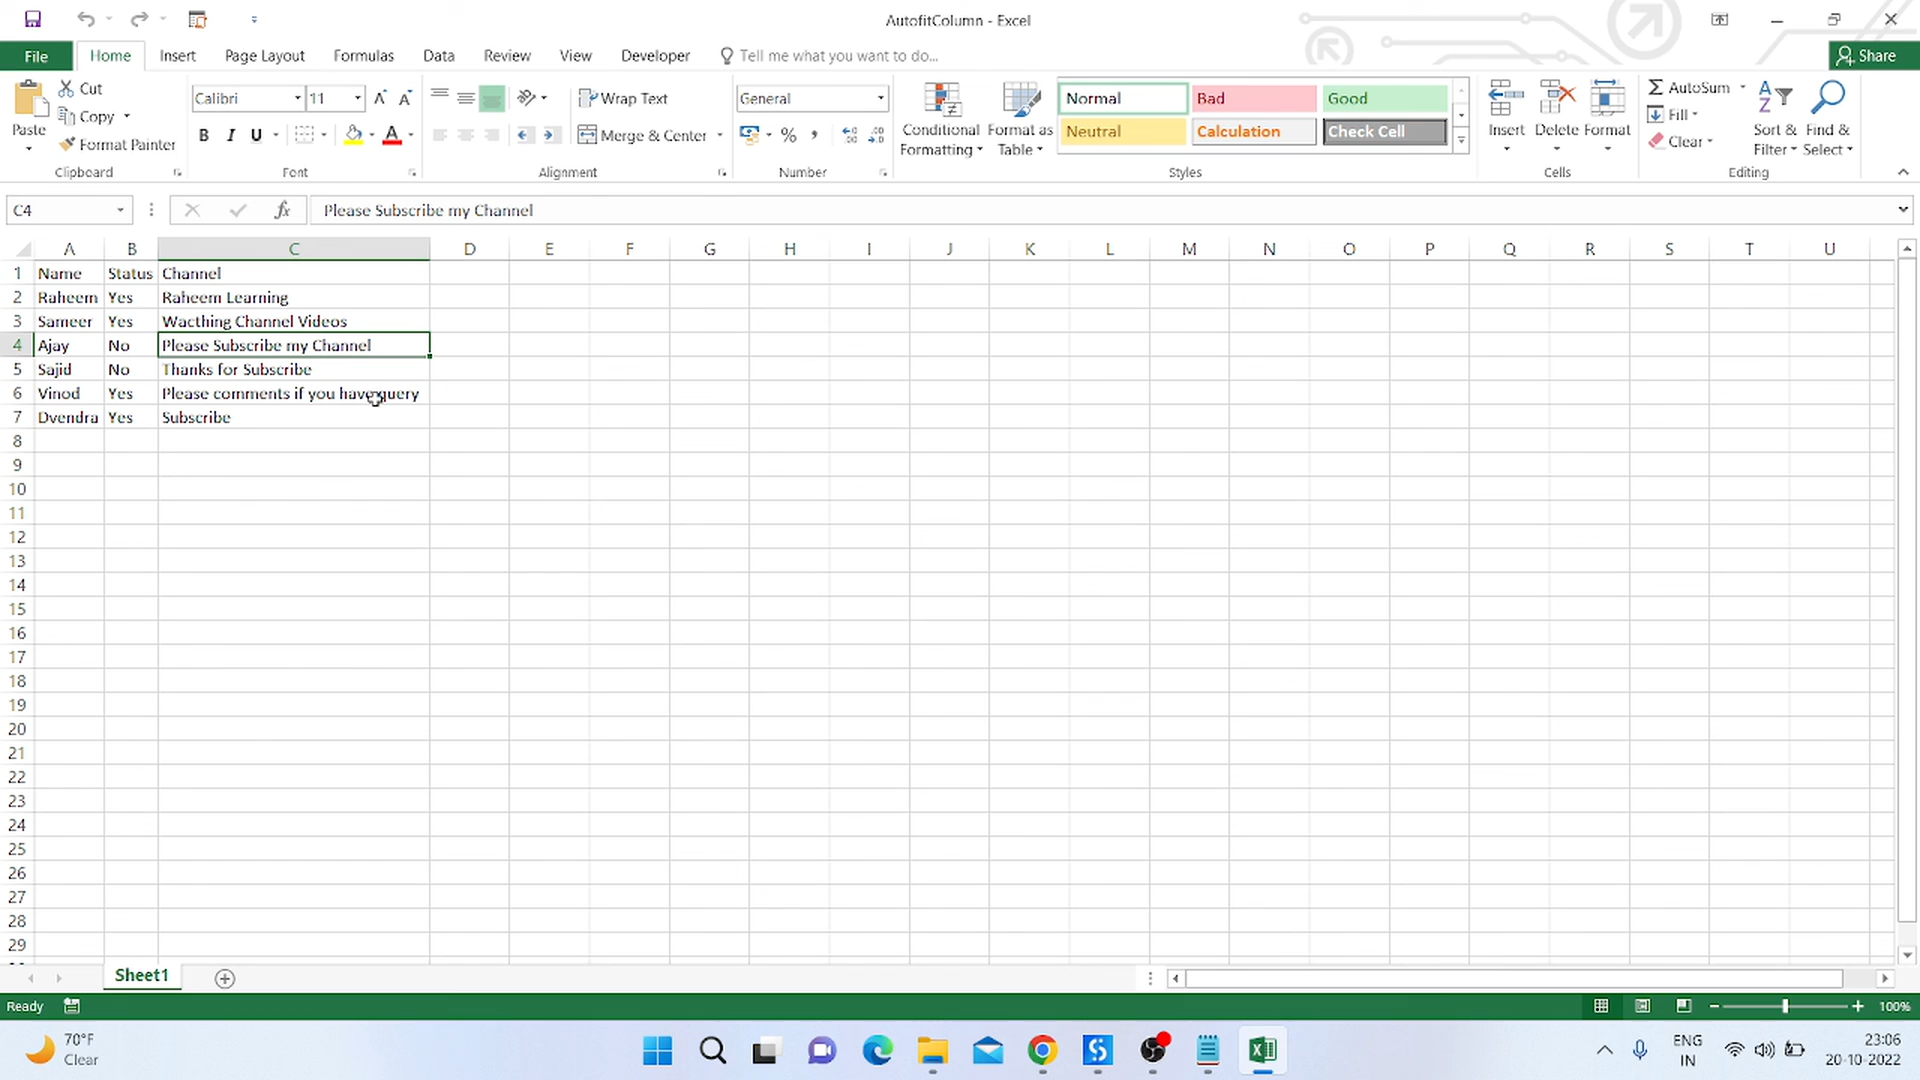 AutofitColumn - Excel
File Home Insert Page Layout Formulas Data Review View Developer Tell me what you want to do... Share
Cut
Copy
Format Painter
Paste
Clipboard
Calibri 11
B I U
Font
Wrap Text
Merge & Center
Alignment
General
%
Number
Conditional Formatting
Format as Table
Normal Bad Good
Neutral Calculation Check Cell
Styles
Insert Delete Format
Cells
AutoSum
Fill
Clear
Sort & Filter
Find & Select
Editing
C4 fx Please Subscribe my Channel
A B C D E F G H I J K L M N O P Q R S T U
1 Name Status Channel
2 Raheem Yes Raheem Learning
3 Sameer Yes Wacthing Channel Videos
4 Ajay No Please Subscribe my Channel
5 Sajid No Thanks for Subscribe
6 Vinod Yes Please comments if you have query
7 Dvendra Yes Subscribe
8
9
10
11
12
13
14
15
16
17
18
19
20
21
22
23
24
25
26
27
28
29
Sheet1
Ready 100%
70°F
Clear
ENG
IN
23:06
20-10-2022